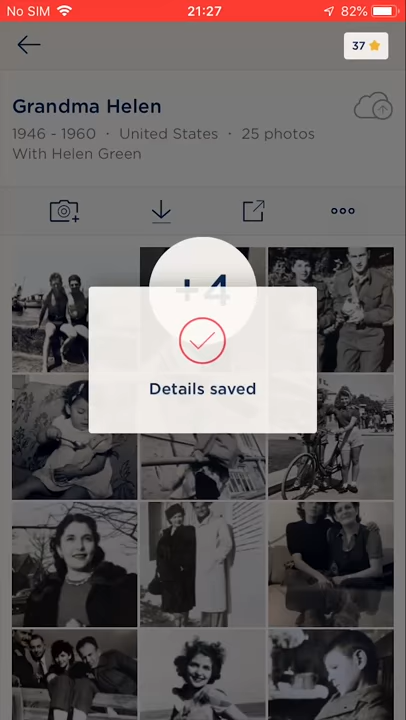 No SIM 21:27 82%
37
Grandma Helen
1946 - 1960 · United States · 25 photos
With Helen Green
+4
Details saved